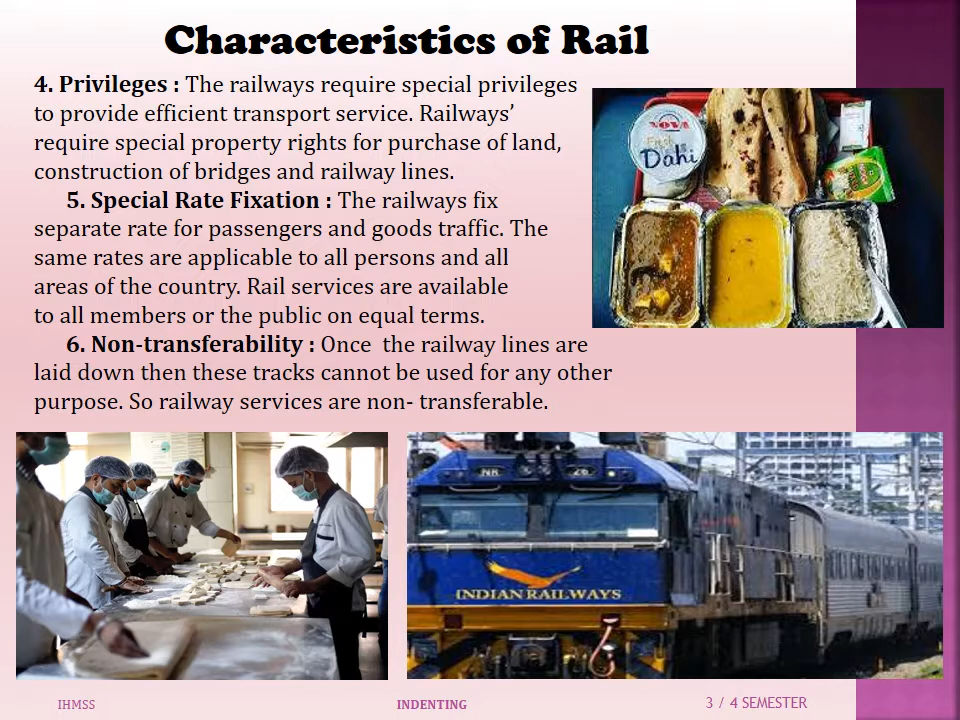 Characteristics of Rail
4. Privileges : The railways require special privileges
to provide efficient transport service. Railways’
require special property rights for purchase of land,
construction of bridges and railway lines.
5. Special Rate Fixation : The railways fix
separate rate for passengers and goods traffic. The
same rates are applicable to all persons and all
areas of the country. Rail services are available
to all members or the public on equal terms.
6. Non-transferability : Once the railway lines are
laid down then these tracks cannot be used for any other
purpose. So railway services are non- transferable.
NOVA
Dahi
INDIAN RAILWAYS
IHMSS
INDENTING
3 / 4 SEMESTER